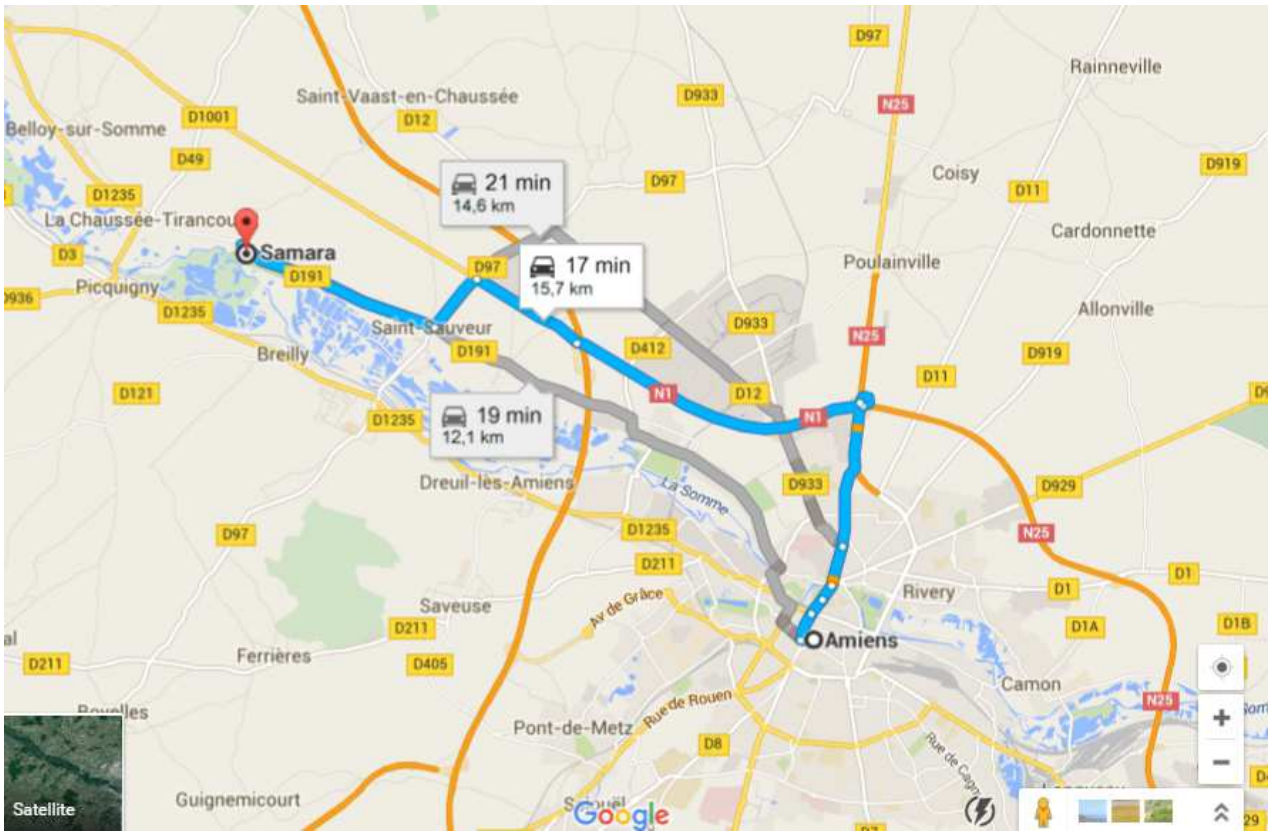 D97
Rainneville
D933
Saint-Vaast-en-Chaussée
N25
D1001
D12
Belloy-sur-Somme
D49
D919
Coisy
21 min
14,6 km
D97
D11
D1235
La Chaussée-Tirancou
Cardonnette
Samara
D3
D191
D97
17 min
15,7 km
Poulainville
Picquigny
D936
D1235
Allonville
Saint-Sauveur
D933
N25
Breilly
D191
D412
D919
D11
D121
N1
D12
D1235
19 min
12,1 km
N1
Dreuil-lès-Amiens
La Somme
D933
D929
D97
D1235
N25
D211
D1
D1
Saveuse
Av de Grâce
Rivery
D211
D1A
D1B
Amiens
D211
Ferrières
D405
Camon
Rue de Rouen
N25
Pont-de-Metz
D8
Satellite
Guignemicourt
Google